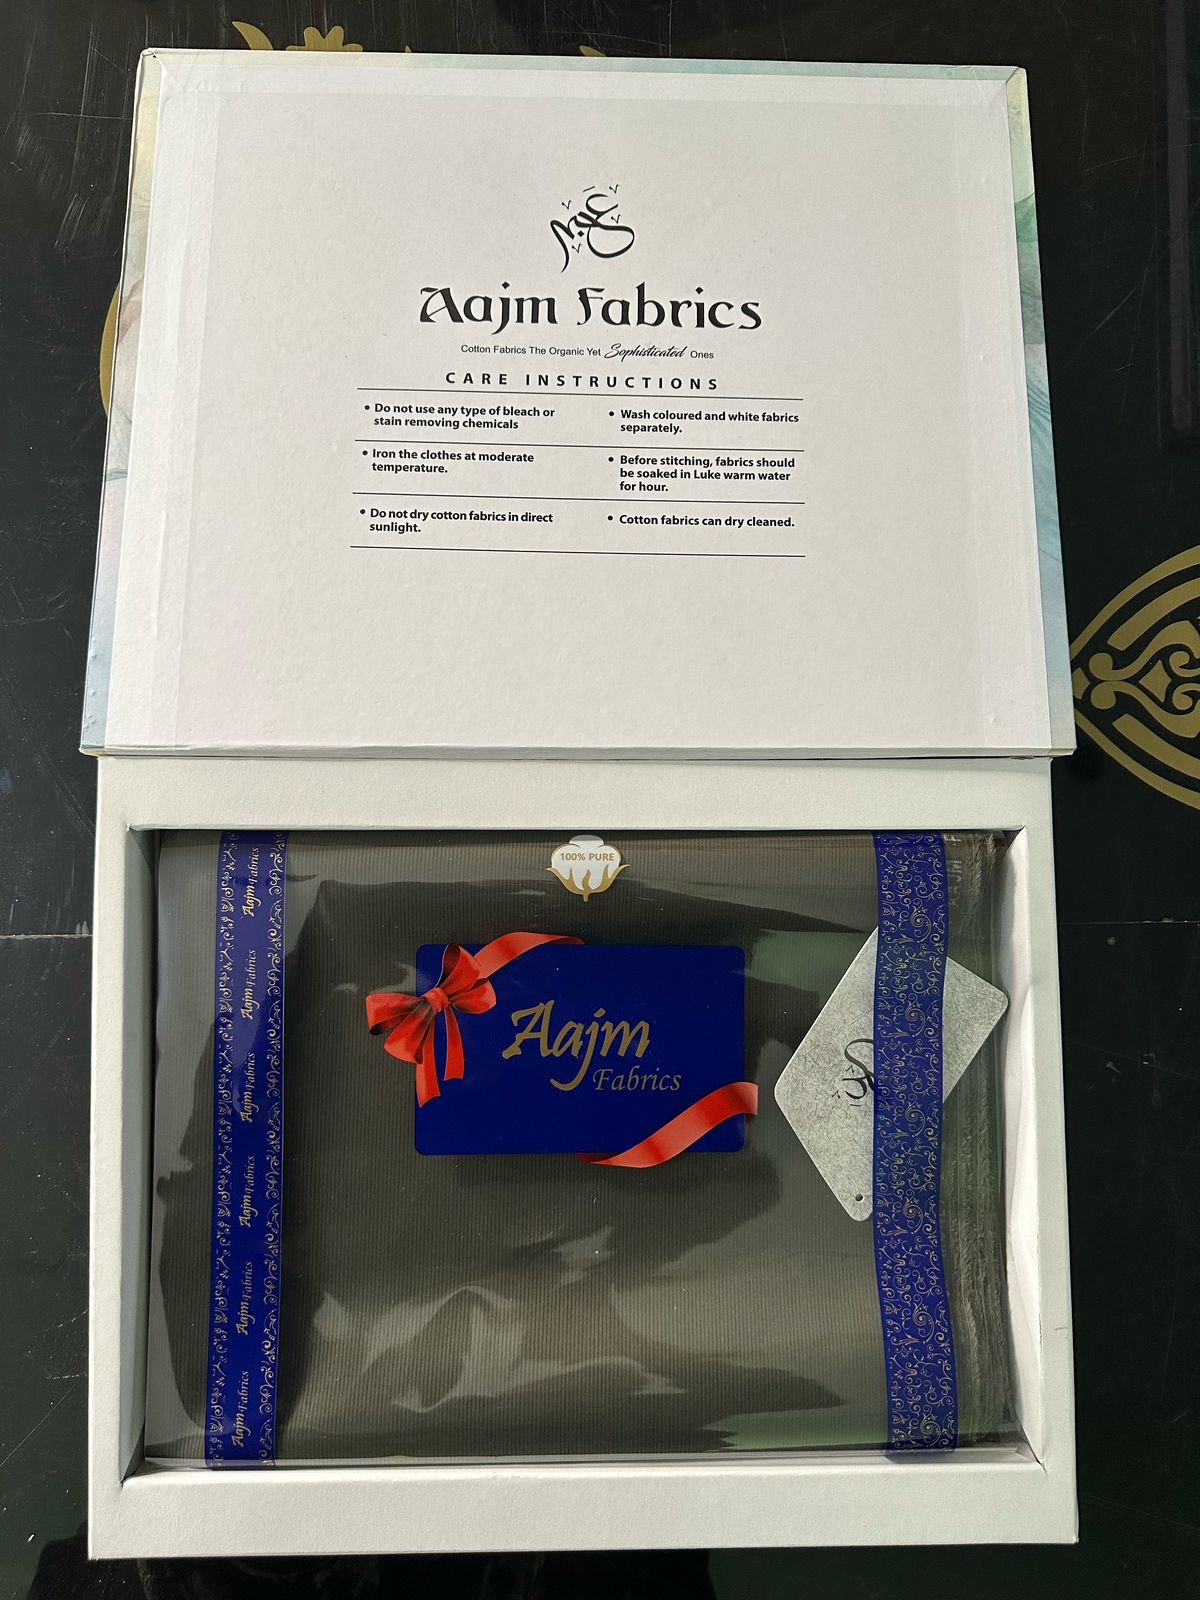 Aajm Fabrics
Cotton Fabrics The Organic Yet Sophisticated Ones
CARE INSTRUCTIONS
• Do not use any type of bleach or
stain removing chemicals
• Wash coloured and white fabrics
separately.
• Iron the clothes at moderate
temperature.
• Before stitching, fabrics should
be soaked in Luke warm water
for hour.
• Do not dry cotton fabrics in direct
sunlight.
• Cotton fabrics can dry cleaned.
100% PURE
Aajm
Fabrics
Aajm Fabrics
Aajm Fabrics
Aajm Fabrics
Aajm Fabrics
Aajm Fabrics
Aajm Fabrics